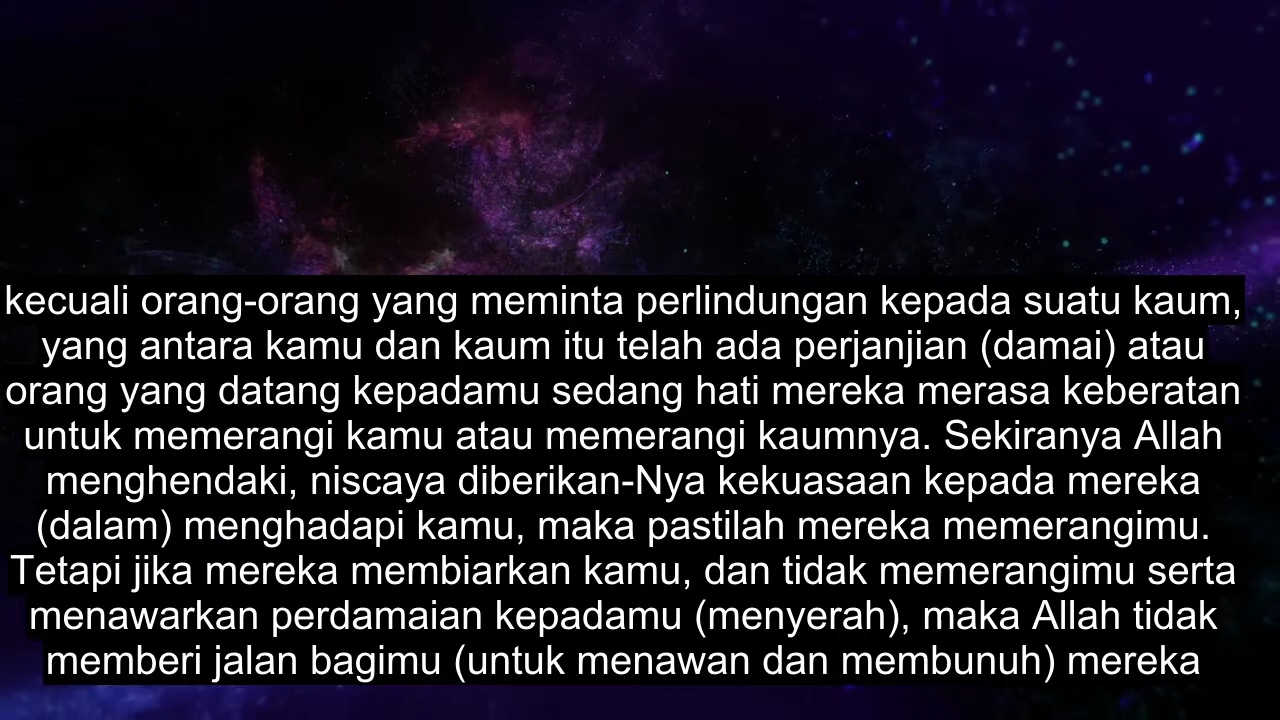 kecuali orang-orang yang meminta perlindungan kepada suatu kaum,
yang antara kamu dan kaum itu telah ada perjanjian (damai) atau
orang yang datang kepadamu sedang hati mereka merasa keberatan
untuk memerangi kamu atau memerangi kaumnya. Sekiranya Allah
menghendaki, niscaya diberikan-Nya kekuasaan kepada mereka
(dalam) menghadapi kamu, maka pastilah mereka memerangimu.
Tetapi jika mereka membiarkan kamu, dan tidak memerangimu serta
menawarkan perdamaian kepadamu (menyerah), maka Allah tidak
memberi jalan bagimu (untuk menawan dan membunuh) mereka